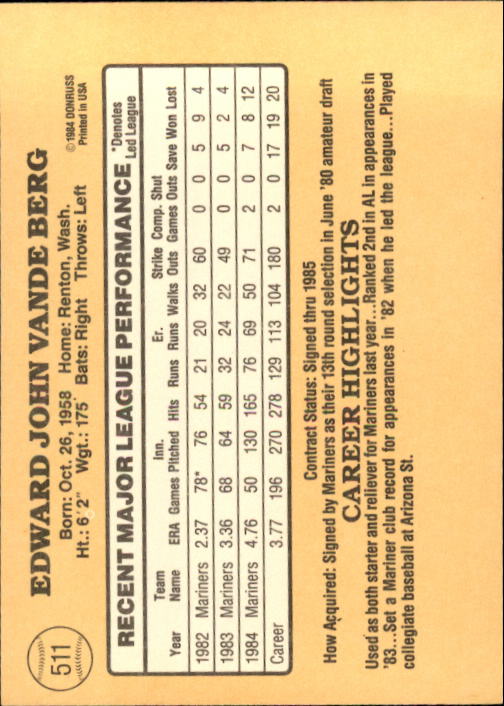 511
EDWARD JOHN VANDE BERG
Born: Oct. 26, 1958 Home: Renton, Wash.
Ht.: 6'2" Wgt.: 175 Bats: Right Throws: Left
© 1984 DONRUSS
Printed in USA
RECENT MAJOR LEAGUE PERFORMANCE
*Denotes
Led League
Team Inn. Er. Strike Comp. Shut
Year Name ERA Games Pitched Hits Runs Runs Walks Outs Games Outs Save Won Lost
1982 Mariners 2.37 78* 76 54 21 20 32 60 0 0 5 9 4
1983 Mariners 3.36 68 64 59 32 24 22 49 0 0 5 2 4
1984 Mariners 4.76 50 130 165 76 69 50 71 2 0 7 8 12
Career 3.77 196 270 278 129 113 104 180 2 0 17 19 20
Contract Status: Signed thru 1985
How Acquired: Signed by Mariners as their 13th round selection in June '80 amateur draft
CAREER HIGHLIGHTS
Used as both starter and reliever for Mariners last year...Ranked 2nd in AL in appearances in
'83...Set a Mariner club record for appearances in '82 when he led the league...Played
collegiate baseball at Arizona St.